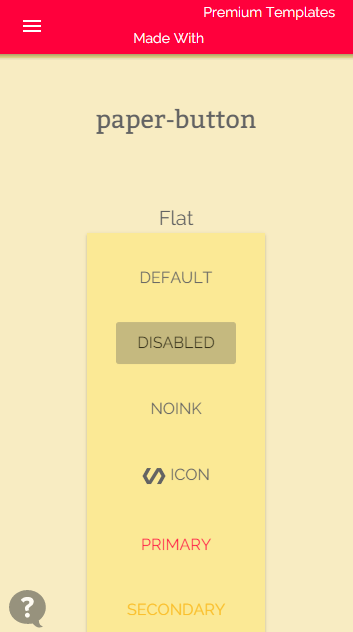 Premium Templates
Made With
paper-button
Flat
DEFAULT
DISABLED
NOINK
ICON
PRIMARY
SECONDARY
?